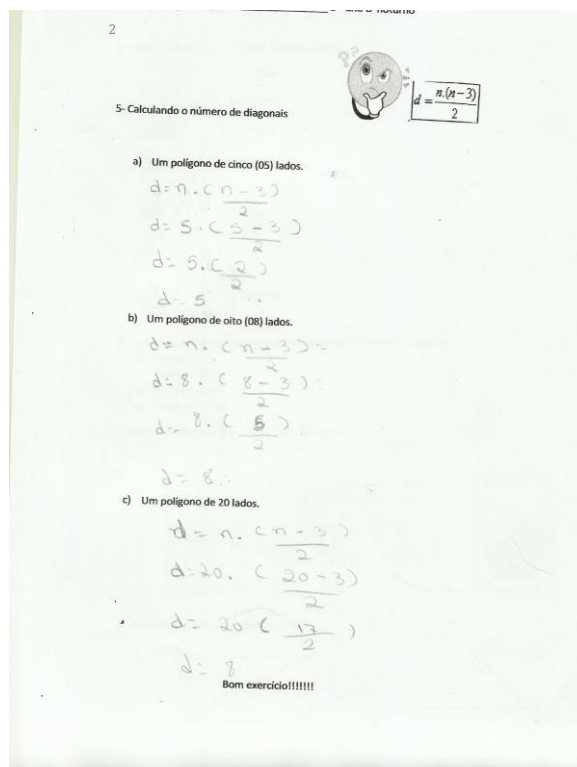 2
d = n.(n-3)/2
5- Calculando o número de diagonais
a) Um polígono de cinco (05) lados.
d = n . (n-3)/2
d = 5 . (5-3)/2
d = 5. (2)/2
d = 5
b) Um polígono de oito (08) lados.
d = n. (n-3)/2
d = 8 . (8-3)/2
d = 8. (5)/2
d = 8
c) Um polígono de 20 lados.
d = n. (n-3)/2
d = 20. (20-3)/2
d = 20 (17/2)
d = 8
Bom exercício!!!!!!!